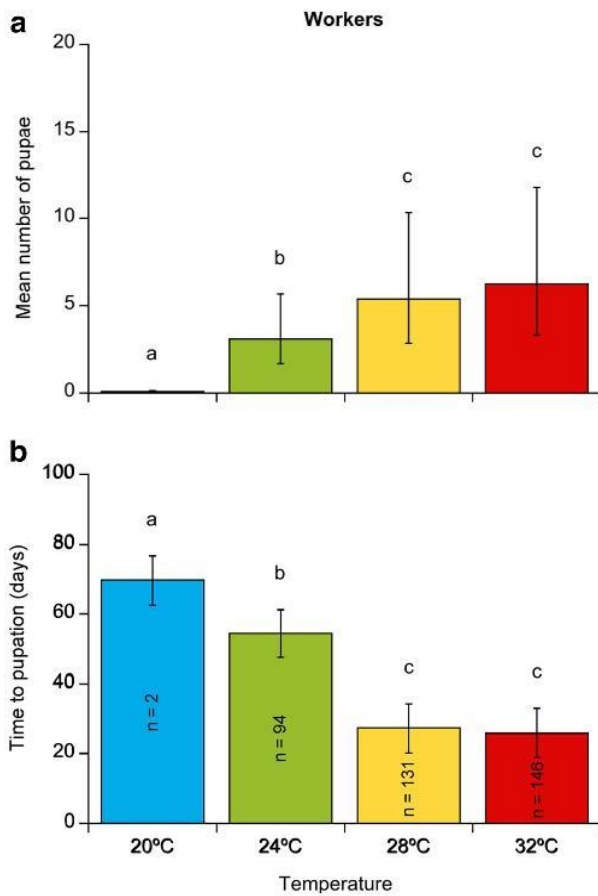 a
Workers
Mean number of pupae
20
15
10
5
0
a
b
c
c
b
Time to pupation (days)
100
80
60
40
20
0
a
b
c
c
n = 2
n = 94
n = 131
n = 146
20ºC
24ºC
28ºC
32ºC
Temperature